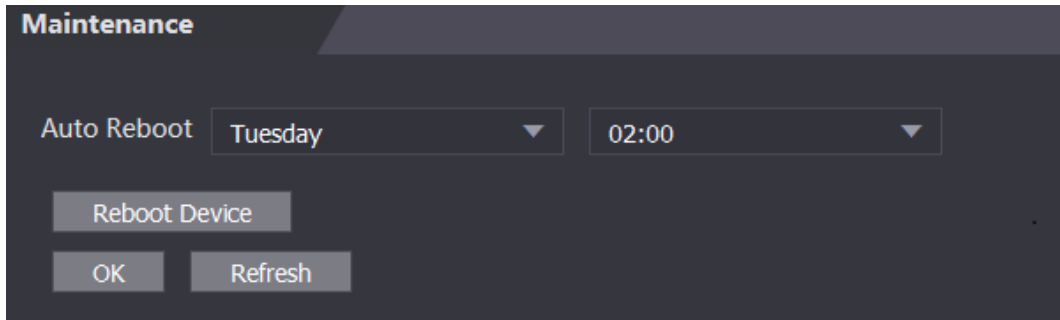 Maintenance
Auto Reboot Tuesday 02:00
Reboot Device
OK Refresh